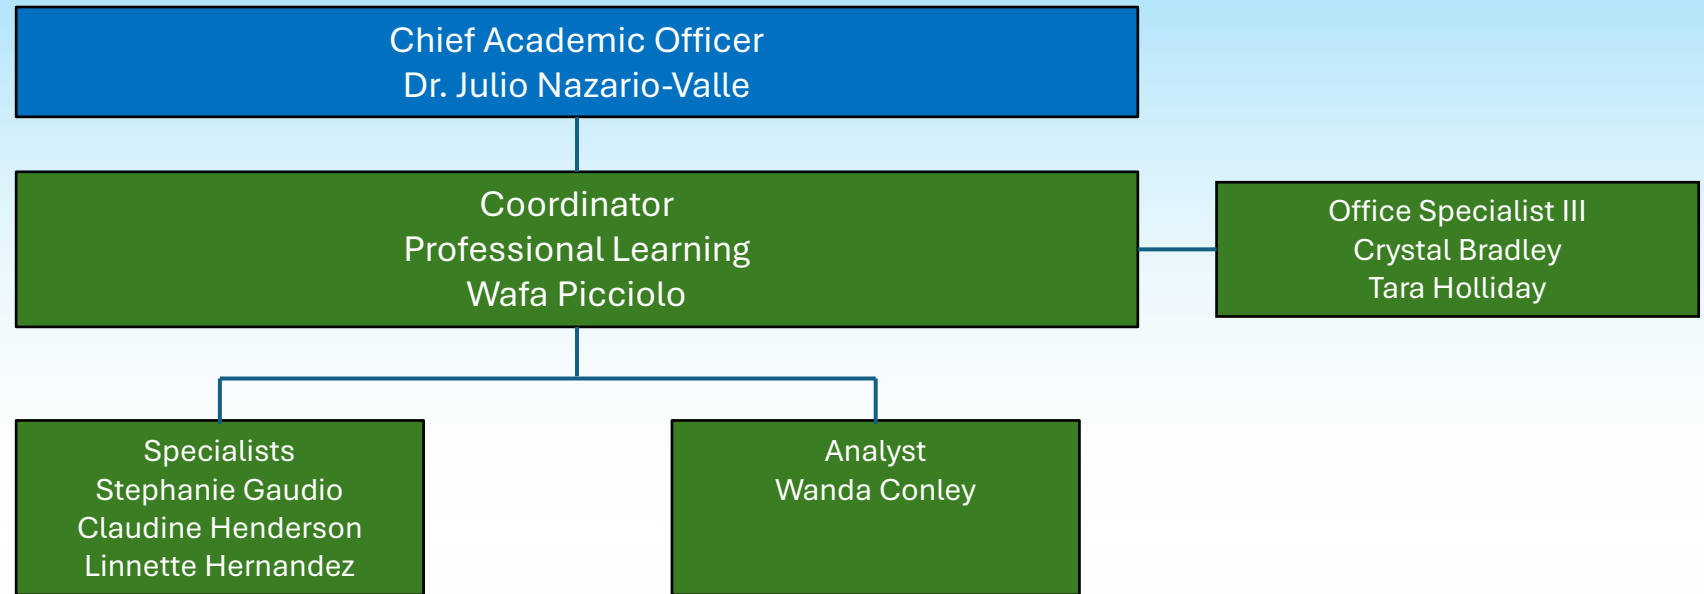 Chief Academic Officer
Dr. Julio Nazario-Valle
Coordinator
Professional Learning
Wafa Picciolo
Office Specialist III
Crystal Bradley
Tara Holliday
Specialists
Stephanie Gaudio
Claudine Henderson
Linnette Hernandez
Analyst
Wanda Conley